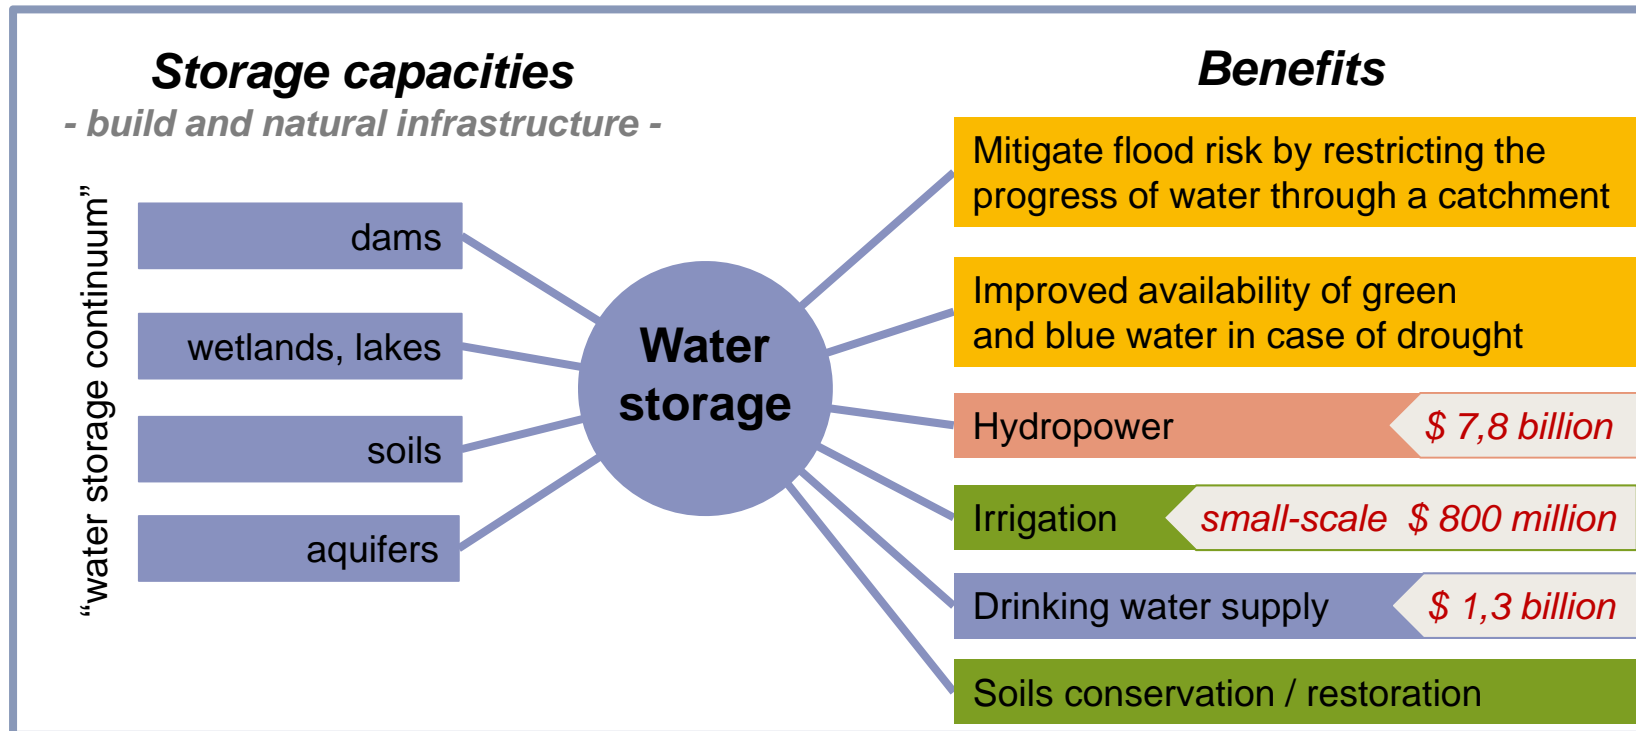 Storage capacities
- build and natural infrastructure -
“water storage continuum”
dams
wetlands, lakes
soils
aquifers
Water
storage
Benefits
Mitigate flood risk by restricting the
progress of water through a catchment
Improved availability of green
and blue water in case of drought
Hydropower
$ 7,8 billion
Irrigation
small-scale $ 800 million
Drinking water supply
$ 1,3 billion
Soils conservation / restoration